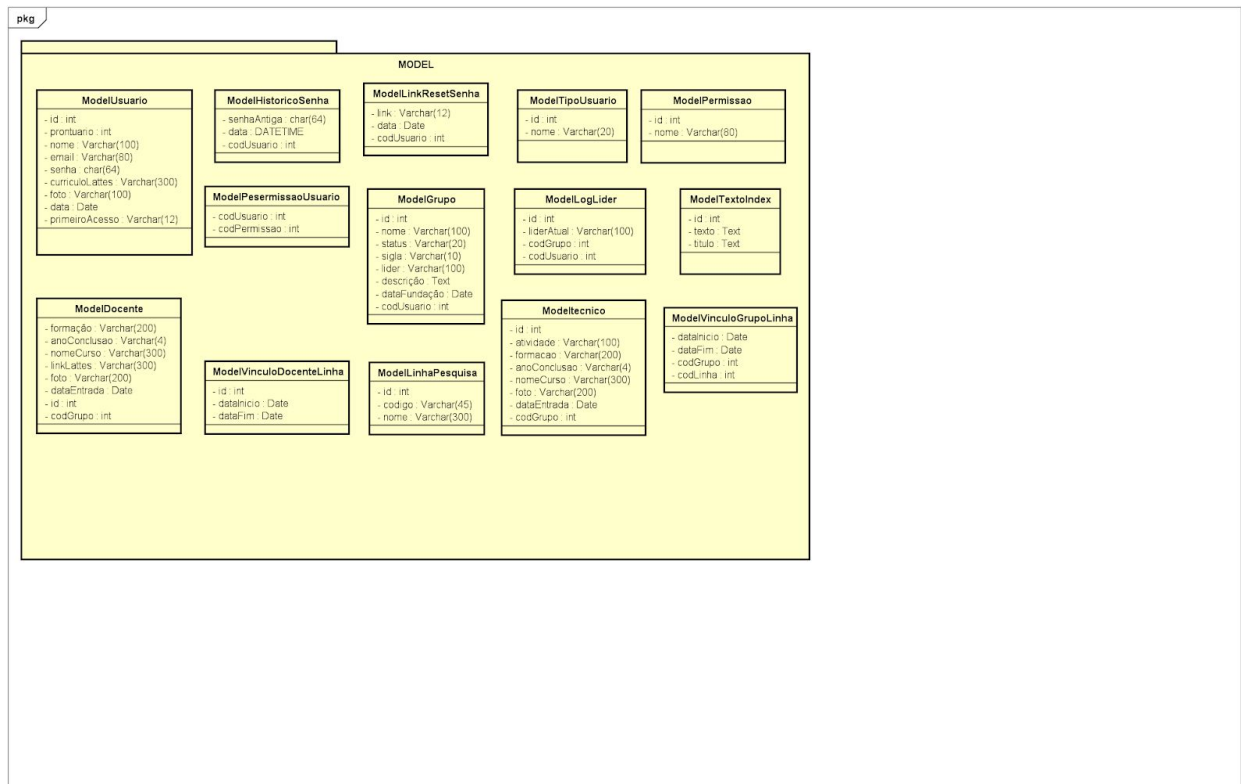 pkg
MODEL
ModelUsuario
- id : int
- prontuario : int
- nome : Varchar(100)
- email : Varchar(80)
- senha : char(64)
- curriculoLattes : Varchar(300)
- foto : Varchar(100)
- data : Date
- primeiroAcesso : Varchar(12)
ModelHistoricoSenha
- senhaAntiga : char(64)
- data : DATETIME
- codUsuario : int
ModelLinkResetSenha
- link : Varchar(12)
- data : Date
- codUsuario : int
ModelTipoUsuario
- id : int
- nome : Varchar(20)
ModelPermissao
- id : int
- nome : Varchar(80)
ModelPesermissaoUsuario
- codUsuario : int
- codPermissao : int
ModelGrupo
- id : int
- nome : Varchar(100)
- status : Varchar(20)
- sigla : Varchar(10)
- lider : Varchar(100)
- descrição : Text
- dataFundação : Date
- codUsuario : int
ModelLogLider
- id : int
- liderAtual : Varchar(100)
- codGrupo : int
- codUsuario : int
ModelTextoIndex
- id : int
- texto : Text
- titulo : Text
ModelDocente
- formação : Varchar(200)
- anoConclusao : Varchar(4)
- nomeCurso : Varchar(300)
- linkLattes : Varchar(300)
- foto : Varchar(200)
- dataEntrada : Date
- id : int
- codGrupo : int
ModelVinculoDocenteLinha
- id : int
- dataInicio : Date
- dataFim : Date
ModelLinhaPesquisa
- id : int
- codigo : Varchar(45)
- nome : Varchar(300)
Modeltecnico
- id : int
- atividade : Varchar(100)
- formacao : Varchar(200)
- anoConclusao : Varchar(4)
- nomeCurso : Varchar(300)
- foto : Varchar(200)
- dataEntrada : Date
- codGrupo : int
ModelVinculoGrupoLinha
- dataInicio : Date
- dataFim : Date
- codGrupo : int
- codLinha : int